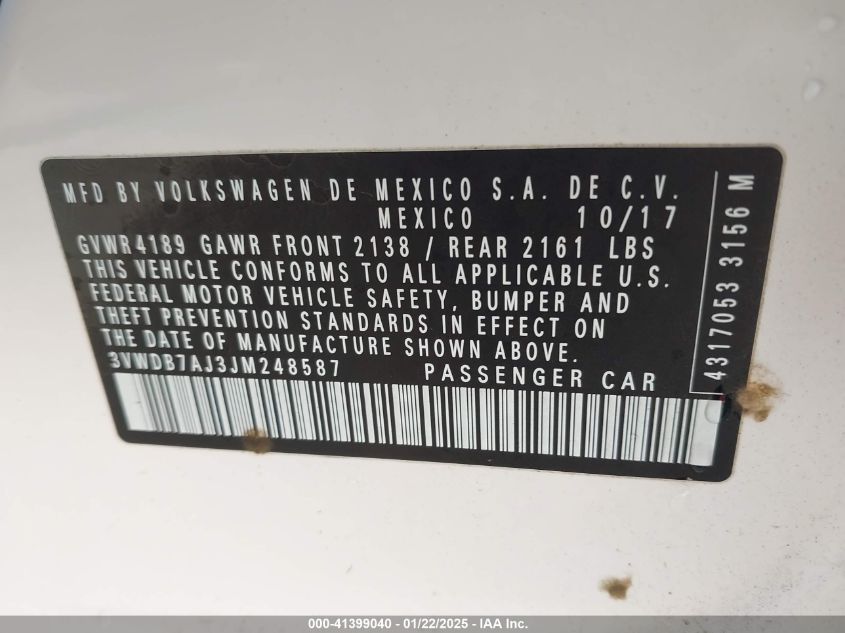 MFD BY VOLKSWAGEN DE MEXICO S.A. DE C.V.
MEXICO 10/17
GVWR 4189 GAWR FRONT 2138 / REAR 2161 LBS
THIS VEHICLE CONFORMS TO ALL APPLICABLE U.S.
FEDERAL MOTOR VEHICLE SAFETY, BUMPER AND
THEFT PREVENTION STANDARDS IN EFFECT ON
THE DATE OF MANUFACTURE SHOWN ABOVE.
3VWDB7AJ3JM248587 PASSENGER CAR
4317053 3156 M
000-41399040 - 01/22/2025 - IAA Inc.